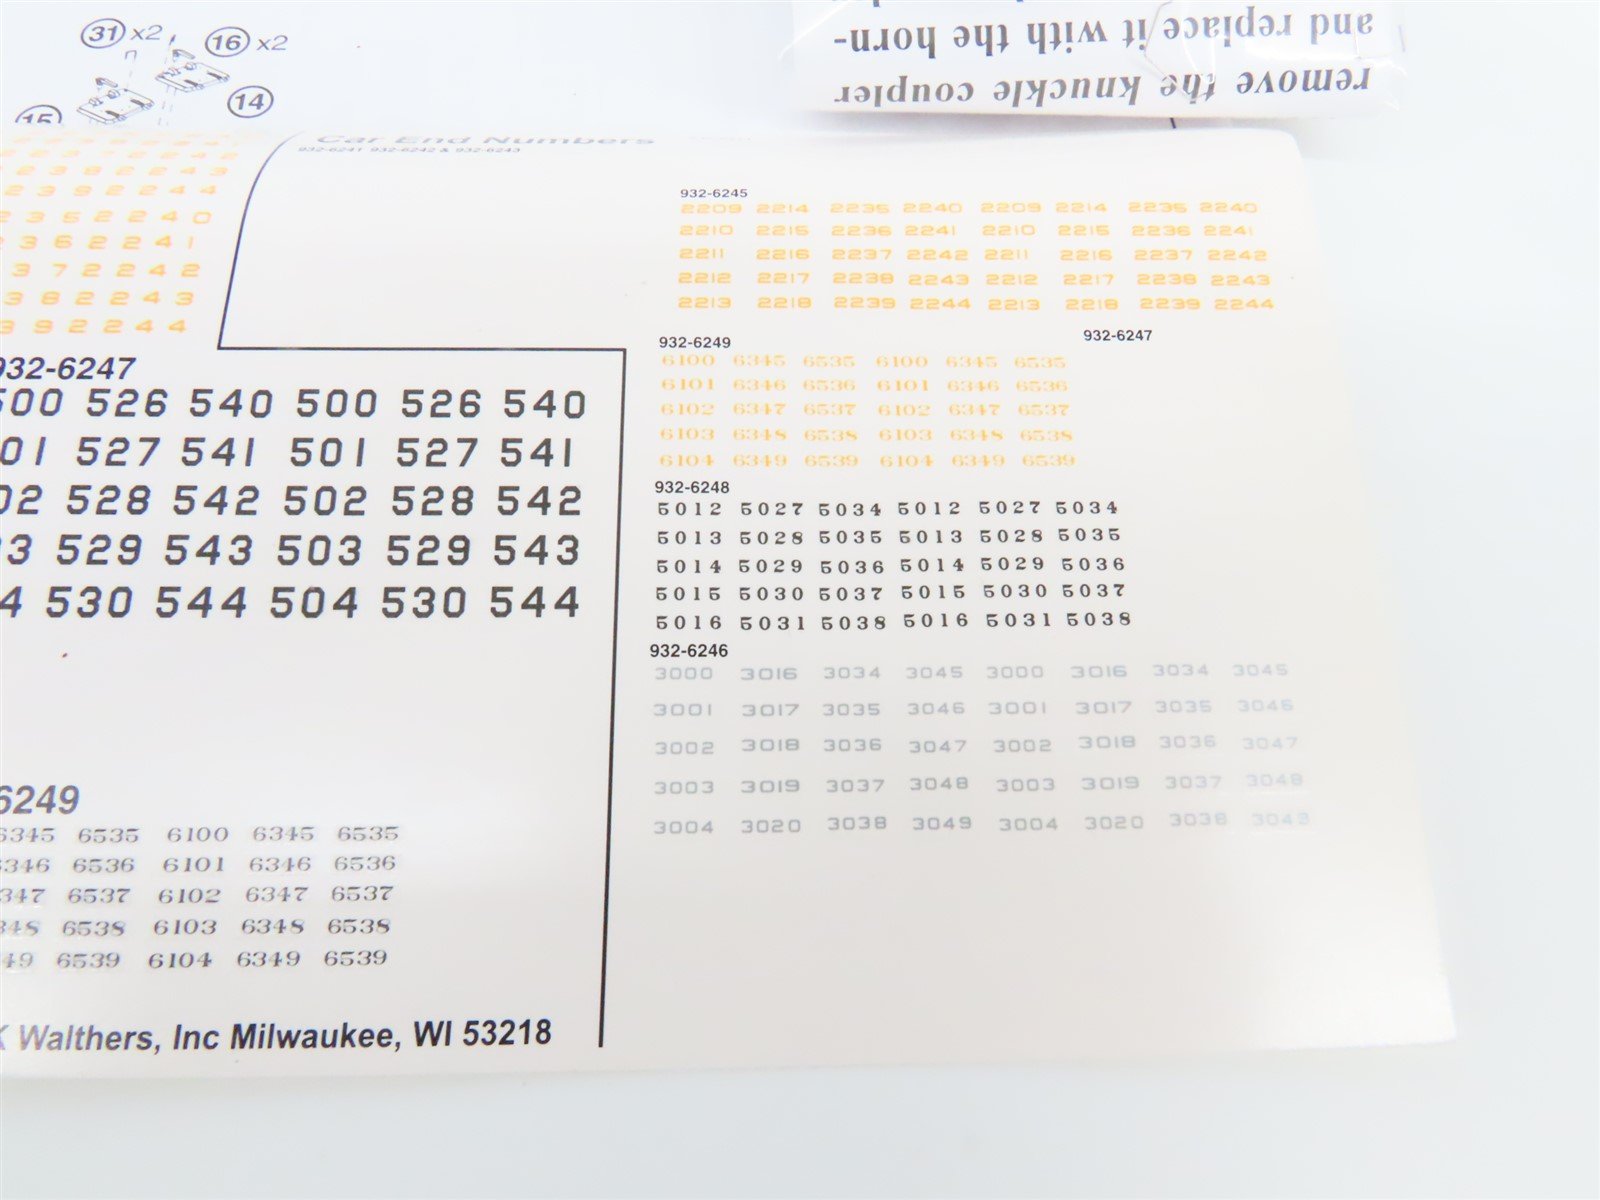 31 x2
16 x2
14
15
and replace it with the horn-
remove the knuckle coupler
Car End Numbers
932-6241 932-6242 & 932-6243
2 2 4 4
2 2 4 0
3 6 2 2 4 1
3 7 2 2 4 2
3 8 2 2 4 3
3 9 2 2 4 4
932-6247
500 526 540 500 526 540
01 527 541 501 527 541
02 528 542 502 528 542
3 529 543 503 529 543
4 530 544 504 530 544
6249
6345 6535 6100 6345 6535
346 6536 6101 6346 6536
347 6537 6102 6347 6537
348 6538 6103 6348 6538
49 6539 6104 6349 6539
K Walthers, Inc Milwaukee, WI 53218
932-6245
2209 2214 2235 2240 2209 2214 2235 2240
2210 2215 2236 2241 2210 2215 2236 2241
2211 2216 2237 2242 2211 2216 2237 2242
2212 2217 2238 2243 2212 2217 2238 2243
2213 2218 2239 2244 2213 2218 2239 2244
932-6249
932-6247
6100 6345 6535 6100 6345 6535
6101 6346 6536 6101 6346 6536
6102 6347 6537 6102 6347 6537
6103 6348 6538 6103 6348 6538
6104 6349 6539 6104 6349 6539
932-6248
5012 5027 5034 5012 5027 5034
5013 5028 5035 5013 5028 5035
5014 5029 5036 5014 5029 5036
5015 5030 5037 5015 5030 5037
5016 5031 5038 5016 5031 5038
932-6246
3000 3016 3034 3045 3000 3016 3034 3045
3001 3017 3035 3046 3001 3017 3035 3046
3002 3018 3036 3047 3002 3018 3036 3047
3003 3019 3037 3048 3003 3019 3037 3048
3004 3020 3038 3049 3004 3020 3038 3049